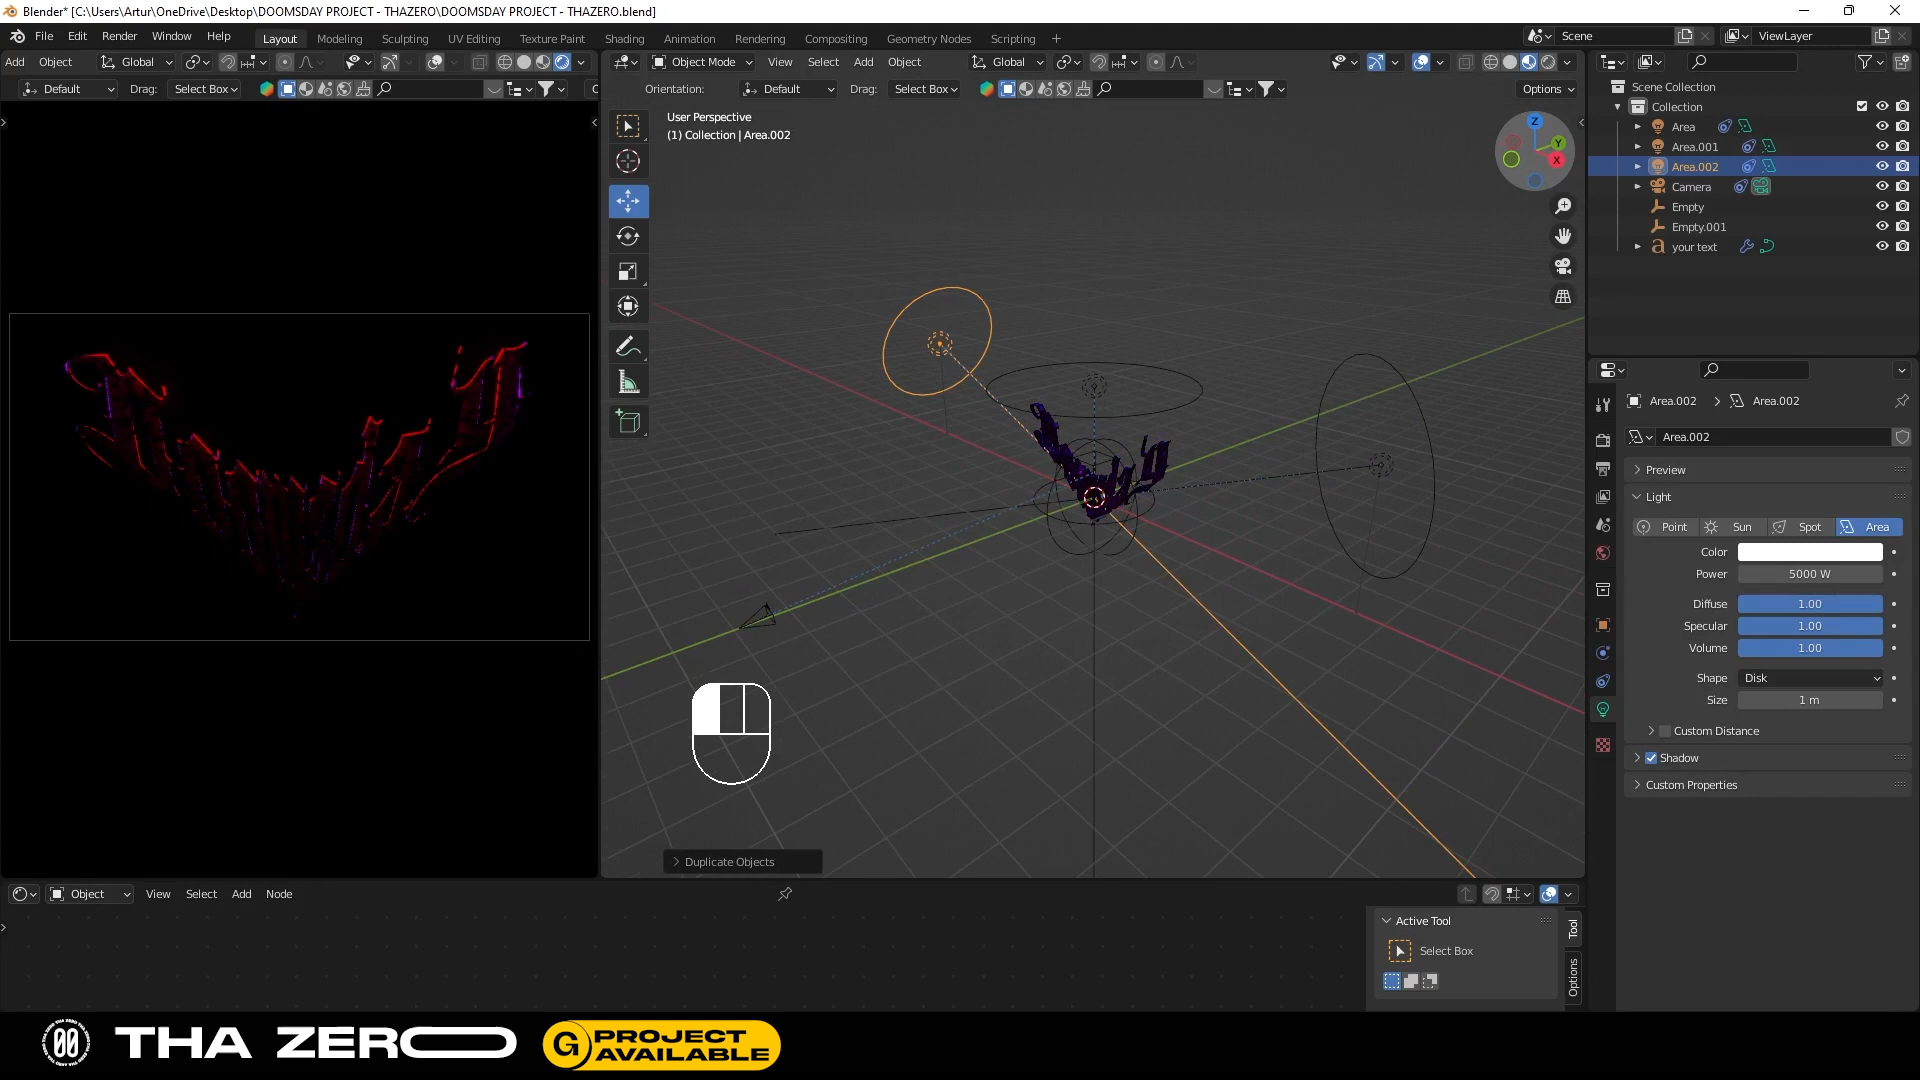 Blender* [C:\Users\Artur\OneDrive\Desktop\DOOMSDAY PROJECT - THAZERO\DOOMSDAY PROJECT - THAZERO.blend]
File Edit Render Window Help Layout Modeling Sculpting UV Editing Texture Paint Shading Animation Rendering Compositing Geometry Nodes Scripting + Scene ViewLayer
Add Object Global Object Mode View Select Add Object Global
Default Drag: Select Box Orientation: Default Drag: Select Box Options
User Perspective
(1) Collection | Area.002
Z
Y
X
Scene Collection
Collection
Area
Area.001
Area.002
Camera
Empty
Empty.001
your text
Area.002 > Area.002
Area.002
Preview
Light
Point Sun Spot Area
Color
Power 5000 W
Diffuse 1.00
Specular 1.00
Volume 1.00
Shape Disk
Size 1 m
Custom Distance
Shadow
Custom Properties
Duplicate Objects
Object View Select Add Node
Active Tool
Select Box
Tool
Options
00 THA ZERO G PROJECT
AVAILABLE